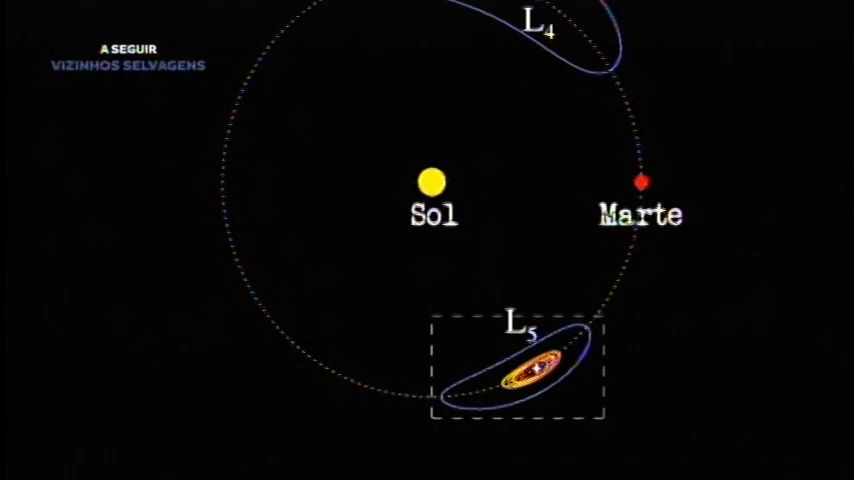 L₄
A SEGUIR
VIZINHOS SELVAGENS
Sol
Marte
L₅